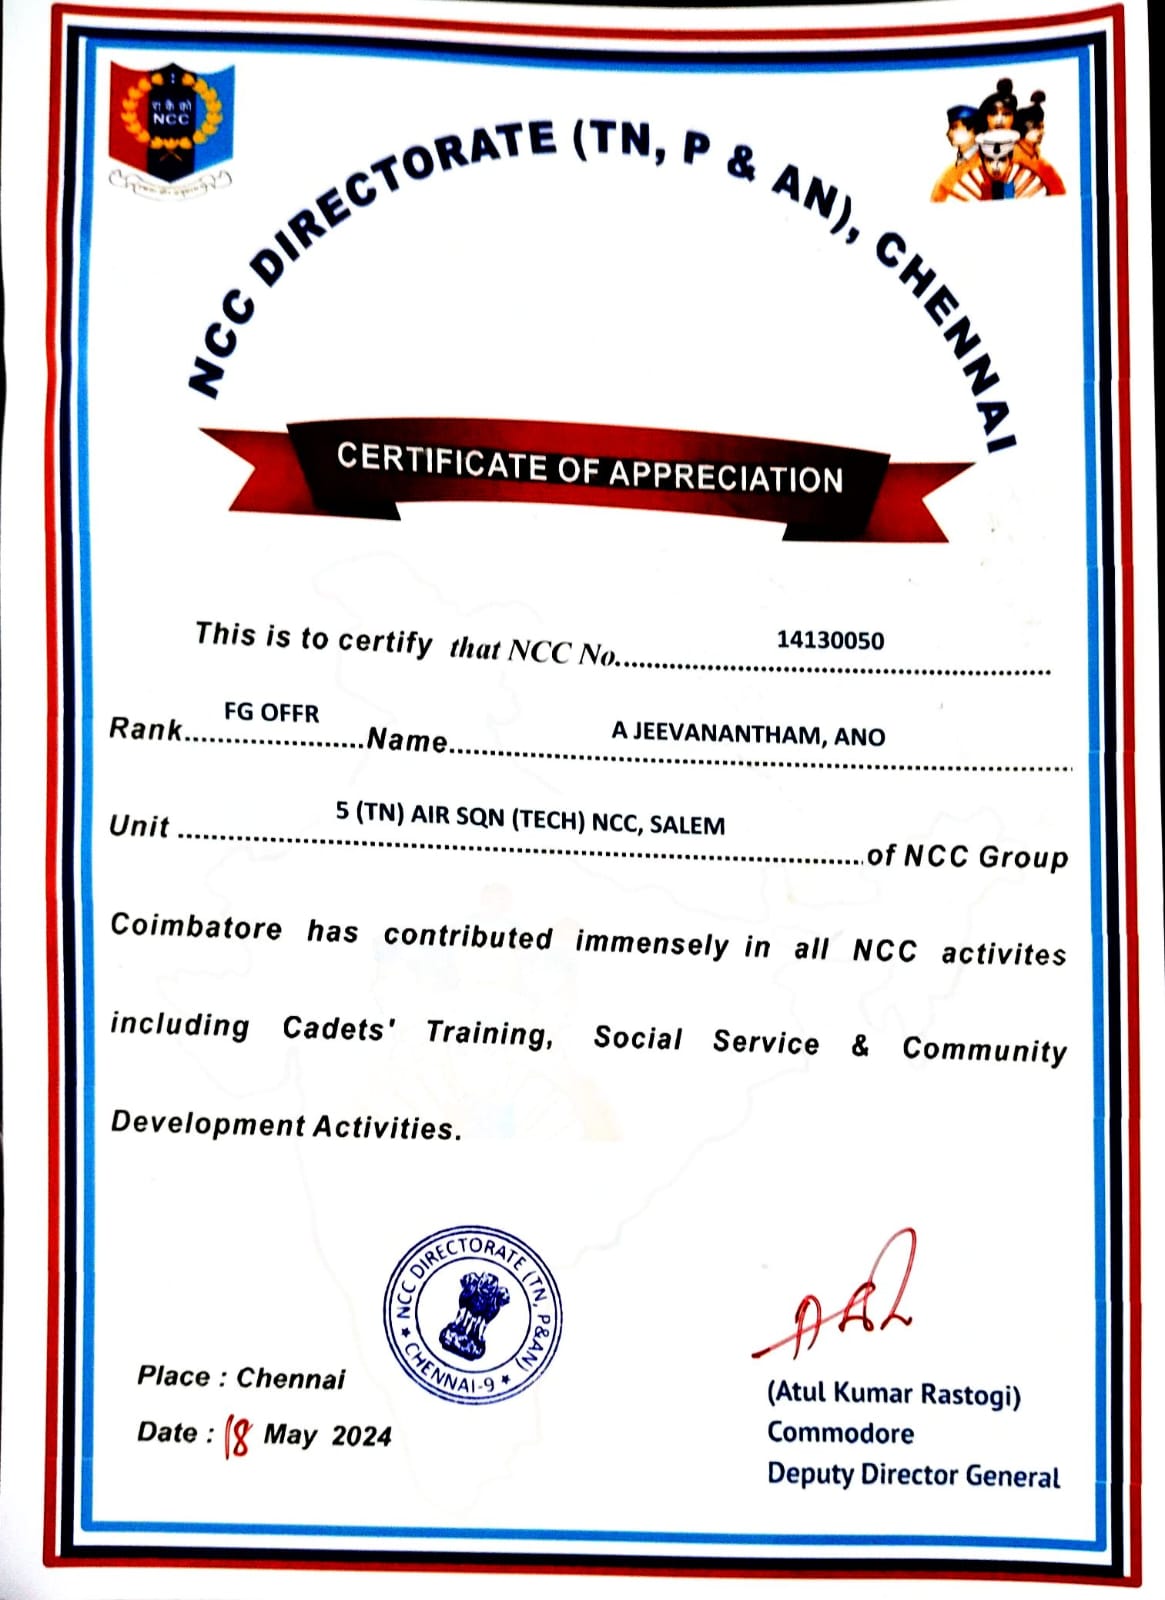 रा कै को
NCC
NCC DIRECTORATE (TN, P & AN), CHENNAI
CERTIFICATE OF APPRECIATION
This is to certify that NCC No. 14130050
Rank FG OFFR Name A JEEVANANTHAM, ANO
Unit 5 (TN) AIR SQN (TECH) NCC, SALEM of NCC Group
Coimbatore has contributed immensely in all NCC activites
including Cadets' Training, Social Service & Community
Development Activities.
NCC DIRECTORATE (TN, P&AN)
★ CHENNAI-9 ★
Place : Chennai
Date : 18 May 2024
(Atul Kumar Rastogi)
Commodore
Deputy Director General